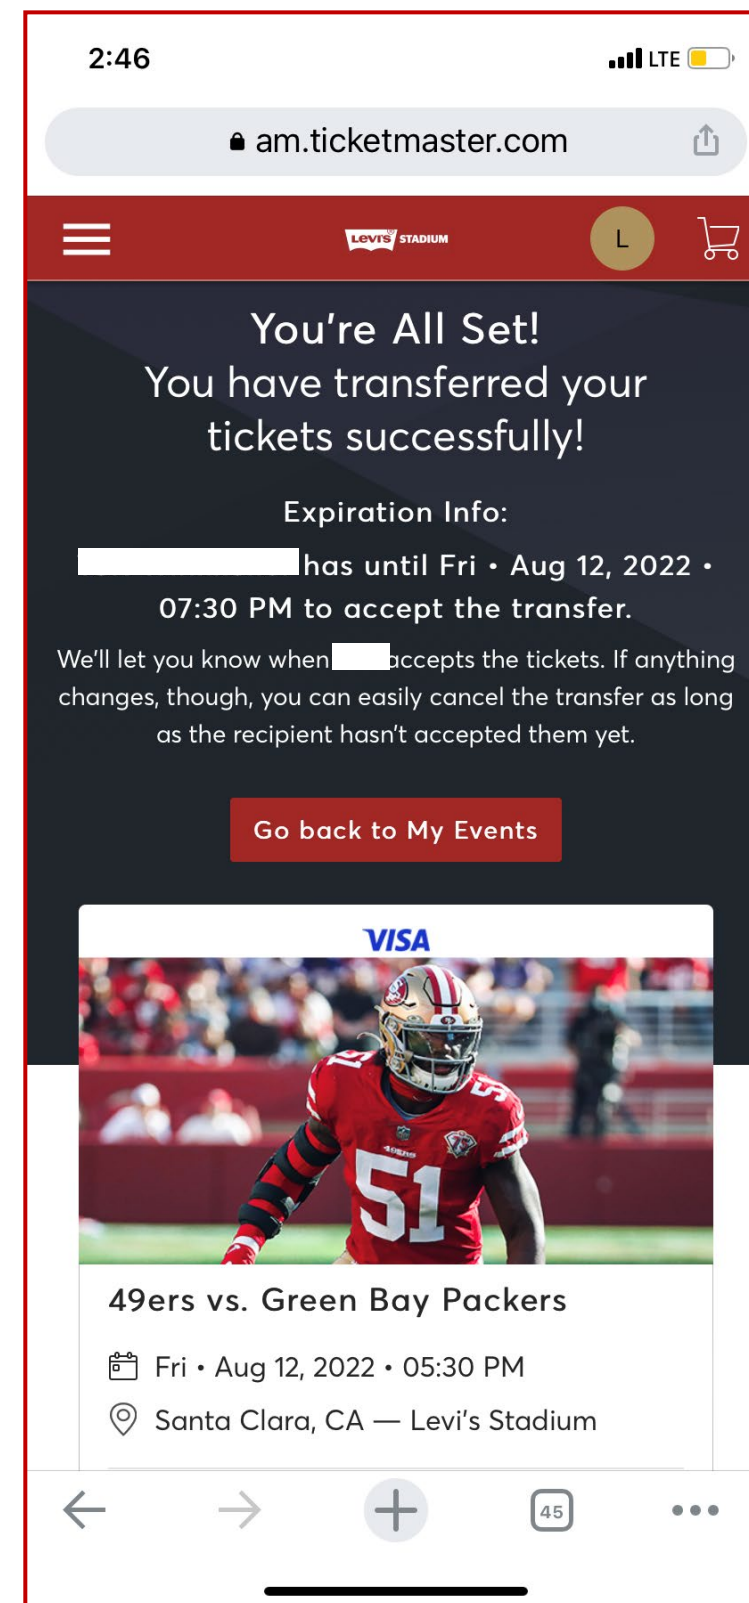 2:46
LTE
am.ticketmaster.com
LEVI'S STADIUM
L
You're All Set!
You have transferred your
tickets successfully!
Expiration Info:
has until Fri • Aug 12, 2022 •
07:30 PM to accept the transfer.
We'll let you know when accepts the tickets. If anything
changes, though, you can easily cancel the transfer as long
as the recipient hasn't accepted them yet.
Go back to My Events
VISA
51
49ERS
51
49ers vs. Green Bay Packers
Fri • Aug 12, 2022 • 05:30 PM
Santa Clara, CA — Levi's Stadium
45